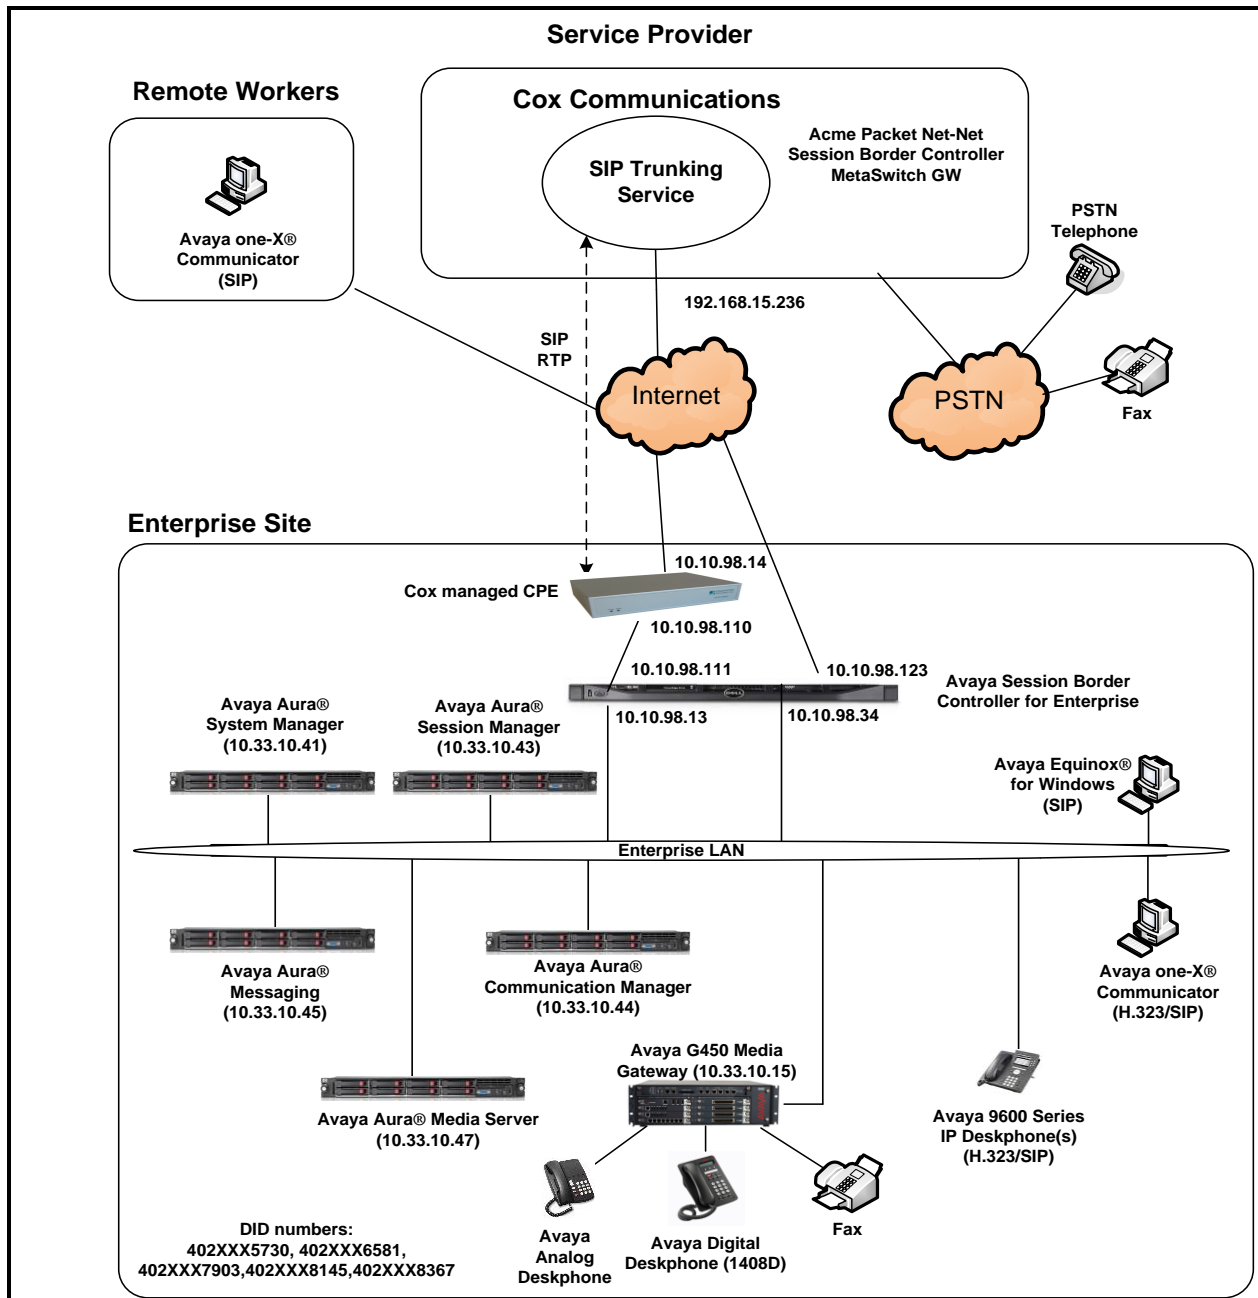 Service Provider
Remote Workers
Cox Communications
Acme Packet Net-Net
Session Border Controller
MetaSwitch GW
SIP Trunking
Service
PSTN
Telephone
Avaya one-X®
Communicator
(SIP)
192.168.15.236
SIP
RTP
Internet
PSTN
Fax
Enterprise Site
10.10.98.14
Cox managed CPE
10.10.98.110
10.10.98.111
10.10.98.123
Avaya Session Border
Controller for Enterprise
10.10.98.13
10.10.98.34
Avaya Aura®
System Manager
(10.33.10.41)
Avaya Aura®
Session Manager
(10.33.10.43)
Avaya Equinox®
for Windows
(SIP)
Enterprise LAN
Avaya Aura®
Messaging
(10.33.10.45)
Avaya Aura®
Communication Manager
(10.33.10.44)
Avaya one-X®
Communicator
(H.323/SIP)
Avaya G450 Media
Gateway (10.33.10.15)
Avaya Aura® Media Server
(10.33.10.47)
Avaya 9600 Series
IP Deskphone(s)
(H.323/SIP)
Avaya
Analog
Deskphone
Avaya Digital
Deskphone (1408D)
Fax
DID numbers:
402XXX5730, 402XXX6581,
402XXX7903,402XXX8145,402XXX8367